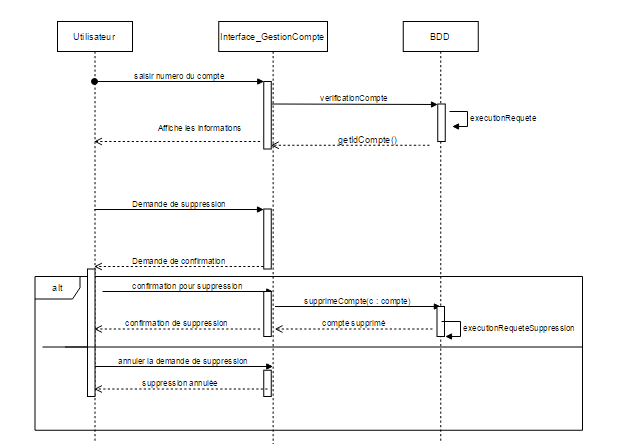 Utilisateur
Interface_GestionCompte
BDD
saisir numero du compte
verificationCompte
executionRequete
Affiche les informations
getIdCompte()
Demande de suppression
Demande de confirmation
alt
confirmation pour suppression
supprimeCompte(c : compte)
confirmation de suppression
compte supprimé
executionRequeteSuppression
annuler la demande de suppression
suppression annulée